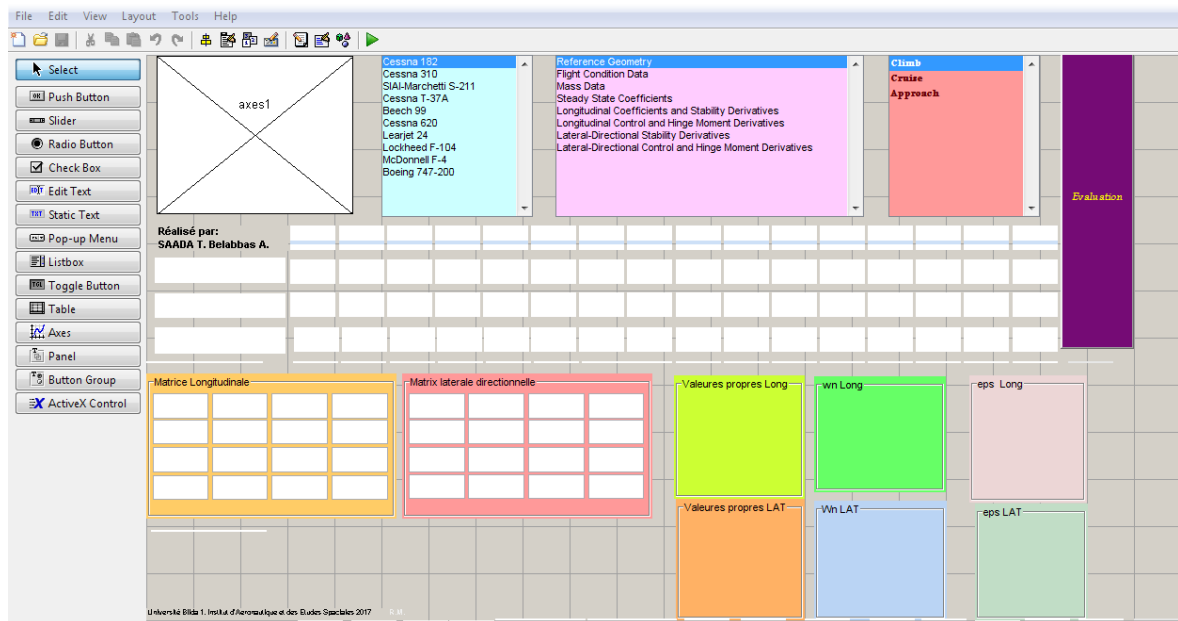 File Edit View Layout Tools Help
Select
Push Button
Slider
Radio Button
Check Box
Edit Text
Static Text
Pop-up Menu
Listbox
Toggle Button
Table
Axes
Panel
Button Group
ActiveX Control
axes1
Cessna 182
Cessna 310
SIAI-Marchetti S-211
Cessna T-37A
Beech 99
Cessna 620
Learjet 24
Lockheed F-104
McDonnell F-4
Boeing 747-200
Reference Geometry
Flight Condition Data
Mass Data
Steady State Coefficients
Longitudinal Coefficients and Stability Derivatives
Longitudinal Control and Hinge Moment Derivatives
Lateral-Directional Stability Derivatives
Lateral-Directional Control and Hinge Moment Derivatives
Climb
Cruise
Approach
Evaluation
Réalisé par:
SAADA T. Belabbas A.
Matrice Longitudinale
Matrix laterale directionnelle
Valeures propres Long
wn Long
eps Long
Valeures propres LAT
Wn LAT
eps LAT
Université Blida 1. Institut d'Aeronautique et des Etudes Spaciales 2017